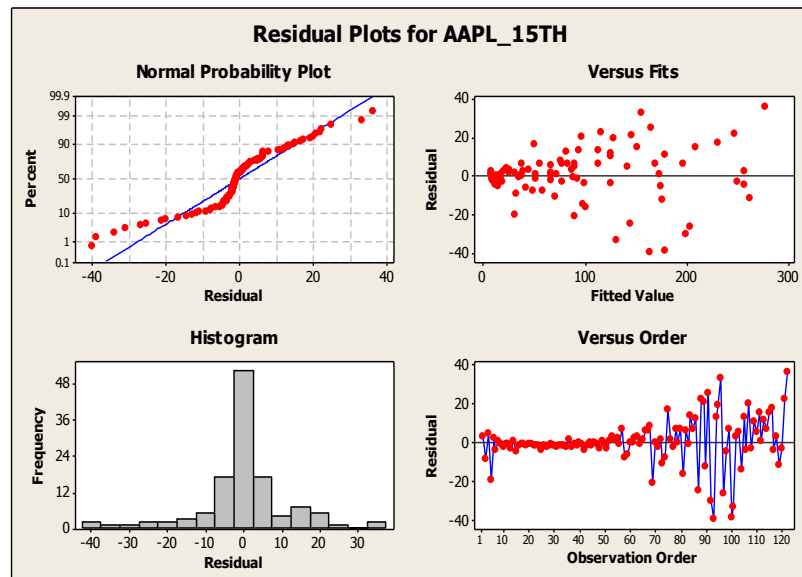 Residual Plots for AAPL_15TH
Normal Probability Plot
99.9
99
90
50
10
1
0.1
Percent
-40 -20 0 20 40
Residual
Versus Fits
40
20
0
-20
-40
Residual
0 100 200 300
Fitted Value
Histogram
48
36
24
12
0
Frequency
-40 -30 -20 -10 0 10 20 30
Residual
Versus Order
40
20
0
-20
-40
Residual
1 10 20 30 40 50 60 70 80 90 100 110 120
Observation Order